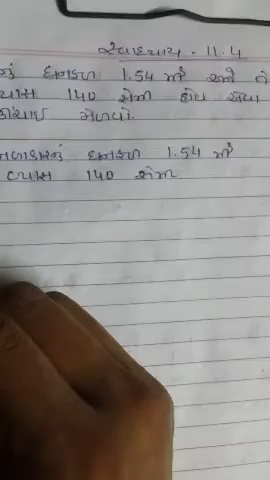 સ્વાધ્યાય - 11.4
ઘનફળ 1.54 મી³ અને
વ્યાસ 140 સેમી હોય તેવા
ઊંચાઈ મેળવો.
નળાકારનું ઘનફળ 1.54 મી³
વ્યાસ 140 સેમી